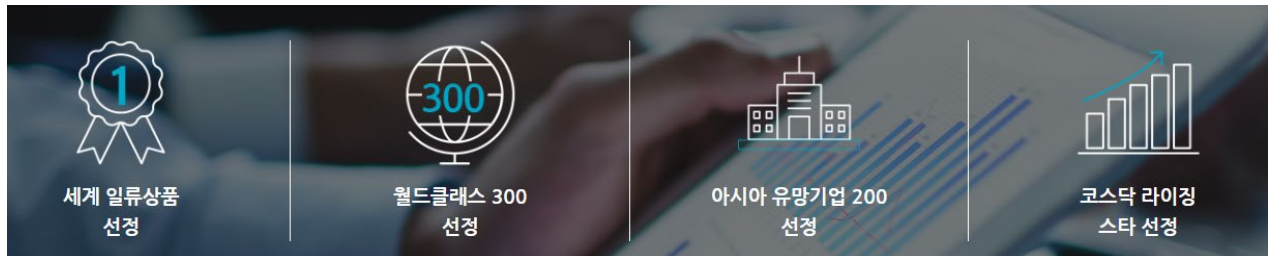 1
세계 일류상품
선정
300
월드클래스 300
선정
아시아 유망기업 200
선정
코스닥 라이징
스타 선정